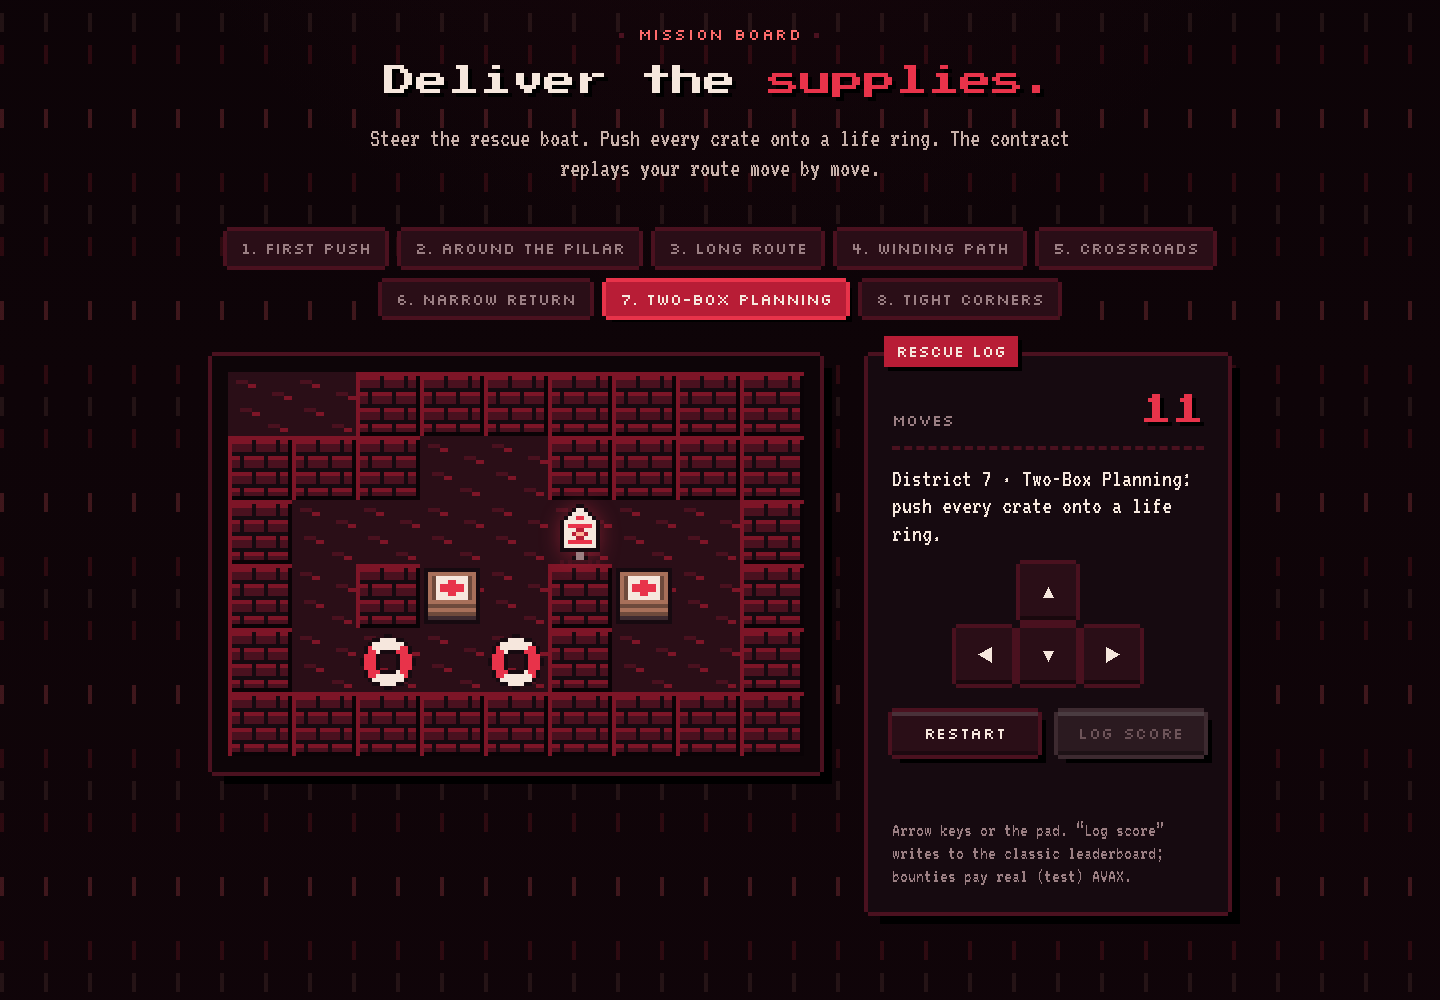 MISSION BOARD
Deliver the supplies.
Steer the rescue boat. Push every crate onto a life ring. The contract
replays your route move by move.
1. FIRST PUSH
2. AROUND THE PILLAR
3. LONG ROUTE
4. WINDING PATH
5. CROSSROADS
6. NARROW RETURN
7. TWO-BOX PLANNING
8. TIGHT CORNERS
RESCUE LOG
MOVES
11
District 7 · Two-Box Planning:
push every crate onto a life
ring.
▲
◀
▼
▶
RESTART
LOG SCORE
Arrow keys or the pad. “Log score”
writes to the classic leaderboard;
bounties pay real (test) AVAX.